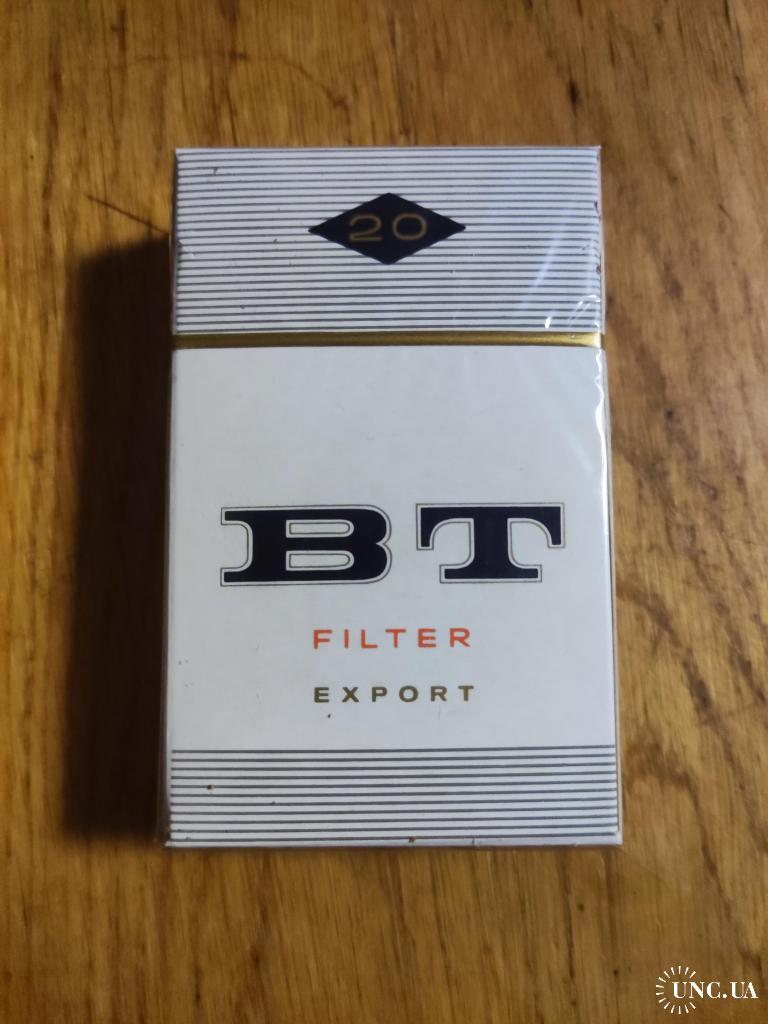 20
BT
FILTER
EXPORT
UNC.UA